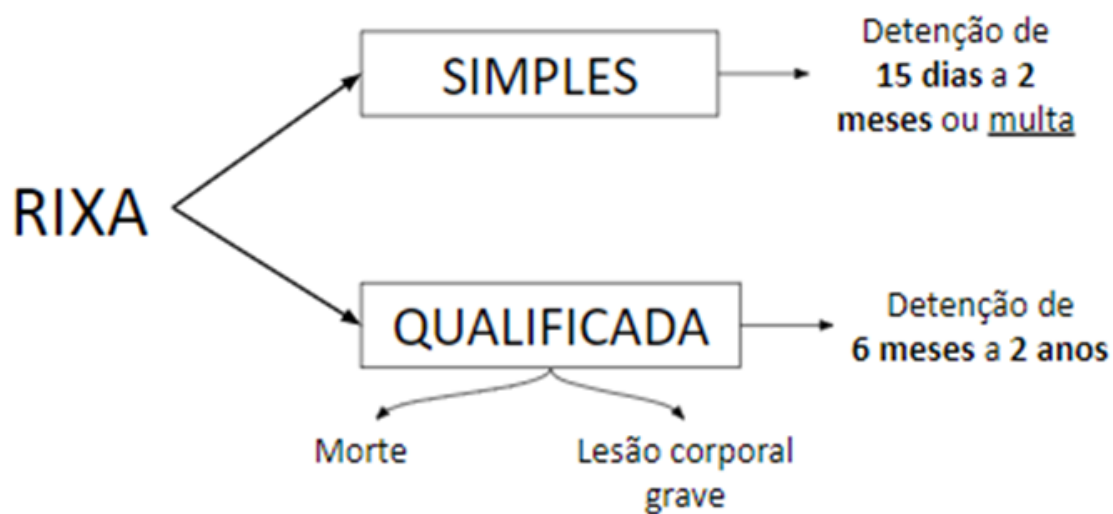 SIMPLES
Detenção de
15 dias a 2
meses ou multa
RIXA
QUALIFICADA
Detenção de
6 meses a 2 anos
Morte
Lesão corporal
grave